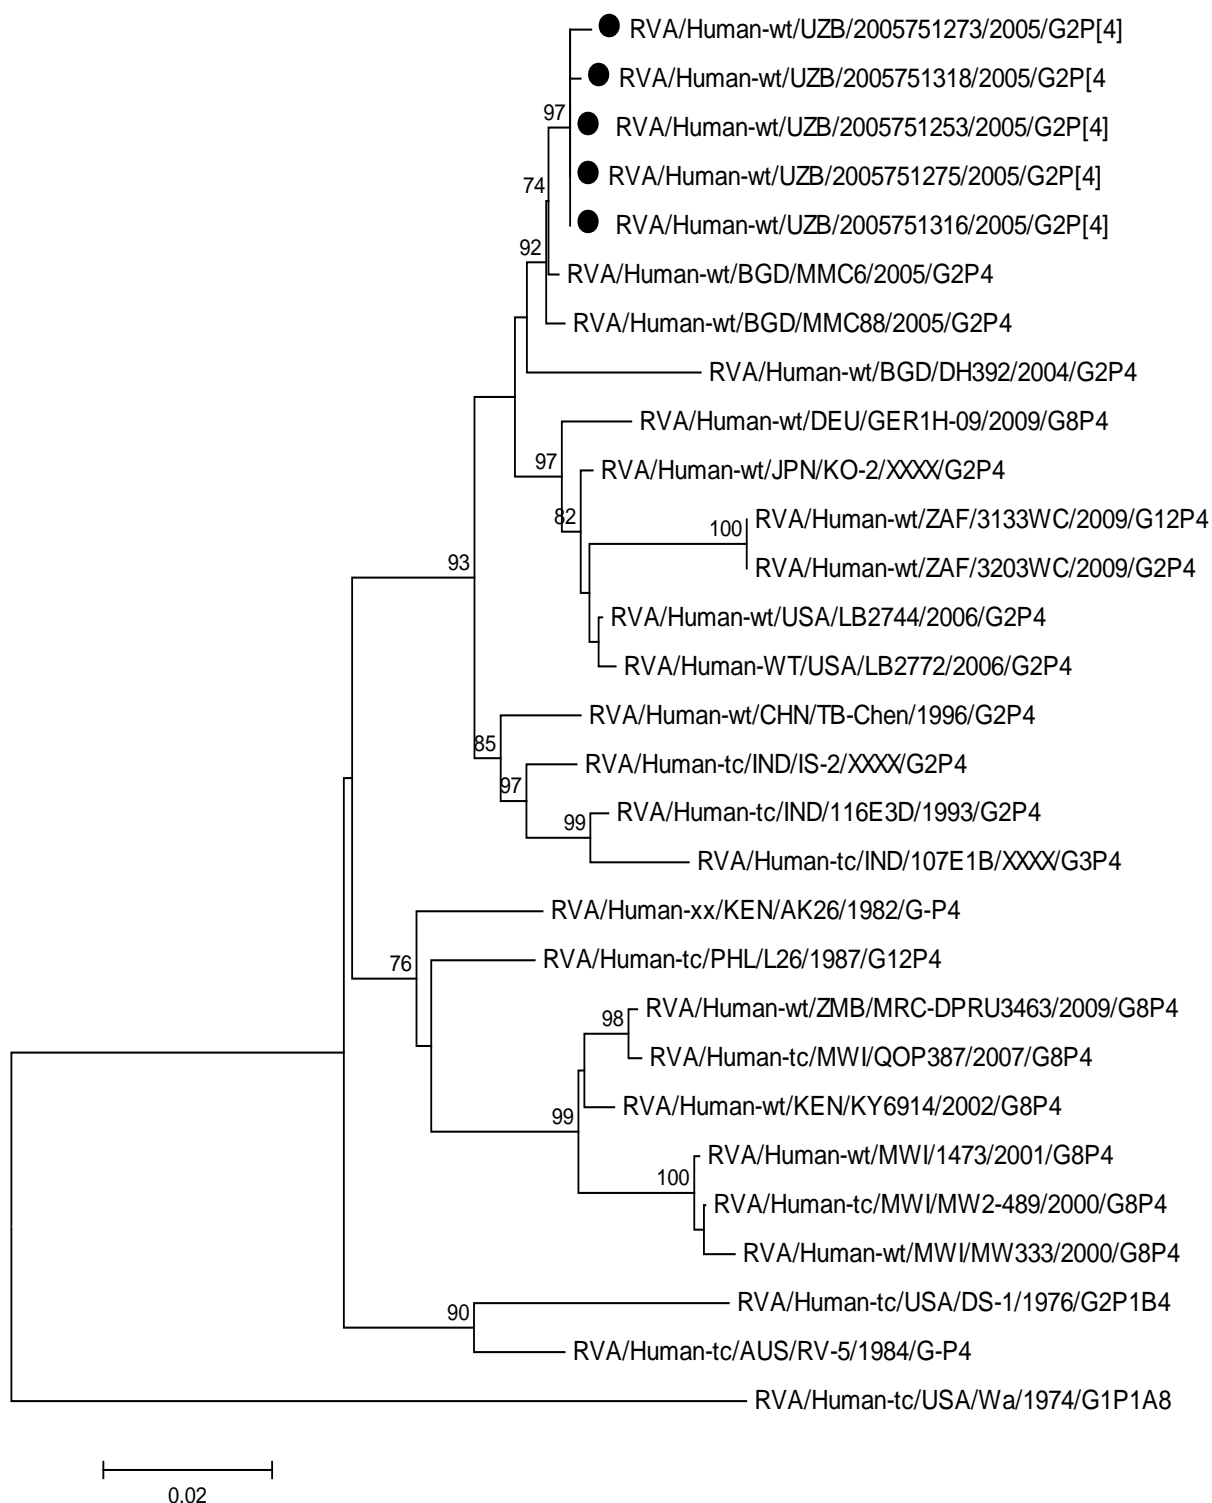 RVA/Human-wt/UZB/2005751273/2005/G2P[4]
RVA/Human-wt/UZB/2005751318/2005/G2P[4
97
RVA/Human-wt/UZB/2005751253/2005/G2P[4]
RVA/Human-wt/UZB/2005751275/2005/G2P[4]
74
RVA/Human-wt/UZB/2005751316/2005/G2P[4]
92
RVA/Human-wt/BGD/MMC6/2005/G2P4
RVA/Human-wt/BGD/MMC88/2005/G2P4
RVA/Human-wt/BGD/DH392/2004/G2P4
RVA/Human-wt/DEU/GER1H-09/2009/G8P4
97
RVA/Human-wt/JPN/KO-2/XXXX/G2P4
82
RVA/Human-wt/ZAF/3133WC/2009/G12P4
100
RVA/Human-wt/ZAF/3203WC/2009/G2P4
93
RVA/Human-wt/USA/LB2744/2006/G2P4
RVA/Human-WT/USA/LB2772/2006/G2P4
RVA/Human-wt/CHN/TB-Chen/1996/G2P4
85
RVA/Human-tc/IND/IS-2/XXXX/G2P4
97
RVA/Human-tc/IND/116E3D/1993/G2P4
99
RVA/Human-tc/IND/107E1B/XXXX/G3P4
RVA/Human-xx/KEN/AK26/1982/G-P4
76
RVA/Human-tc/PHL/L26/1987/G12P4
RVA/Human-wt/ZMB/MRC-DPRU3463/2009/G8P4
98
RVA/Human-tc/MWI/QOP387/2007/G8P4
RVA/Human-wt/KEN/KY6914/2002/G8P4
99
RVA/Human-wt/MWI/1473/2001/G8P4
100
RVA/Human-tc/MWI/MW2-489/2000/G8P4
RVA/Human-wt/MWI/MW333/2000/G8P4
RVA/Human-tc/USA/DS-1/1976/G2P1B4
90
RVA/Human-tc/AUS/RV-5/1984/G-P4
RVA/Human-tc/USA/Wa/1974/G1P1A8
0.02